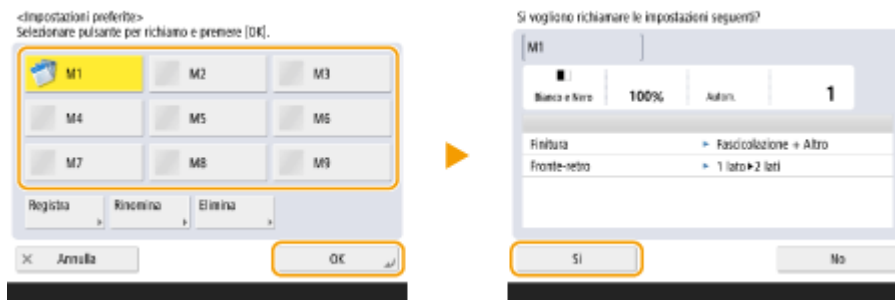 <Impostazioni preferite>
Selezionare pulsante per richiamo e premere [OK].
M1 M2 M3
M4 M5 M6
M7 M8 M9
Registra Rinomina Elimina
Annulla OK
Si vogliono richiamare le impostazioni seguenti?
M1
Bianco e Nero 100% Autom. 1
Finitura Fascicolazione + Altro
Fronte-retro 1 lato►2 lati
Sì No